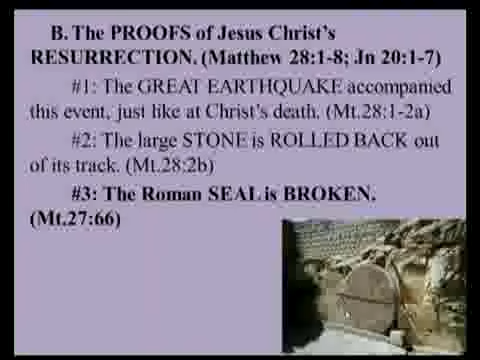 B. The PROOFS of Jesus Christ's
RESURRECTION. (Matthew 28:1-8; Jn 20:1-7)
#1: The GREAT EARTHQUAKE accompanied
this event, just like at Christ's death. (Mt.28:1-2a)
#2: The large STONE is ROLLED BACK out
of its track. (Mt.28:2b)
#3: The Roman SEAL is BROKEN.
(Mt.27:66)